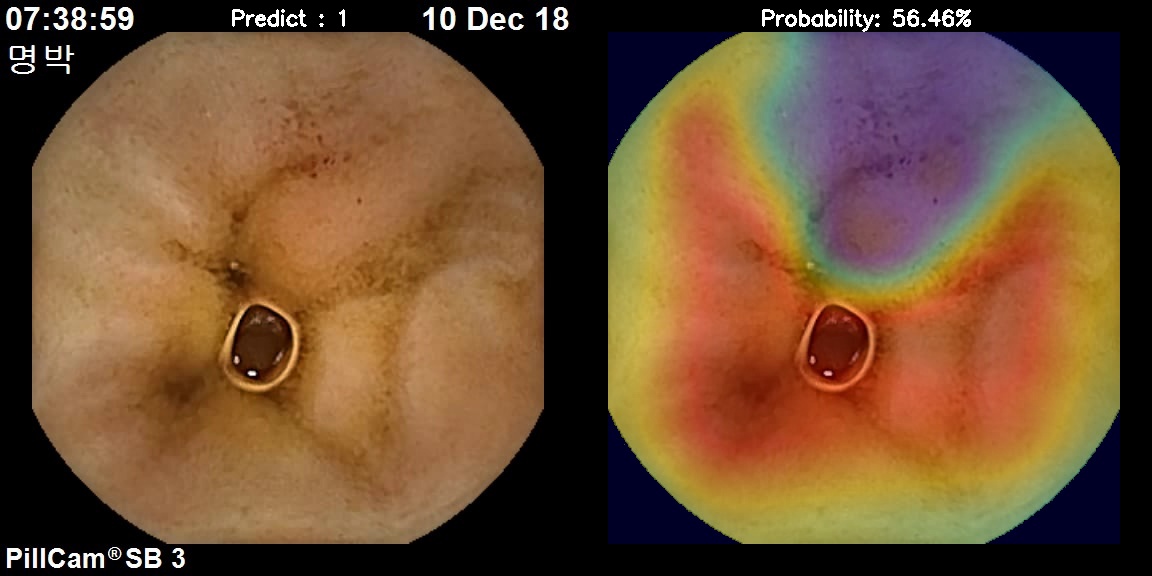 07:38:59
Predict : 1
10 Dec 18
Probability: 56.46%
명박
PillCam® SB 3